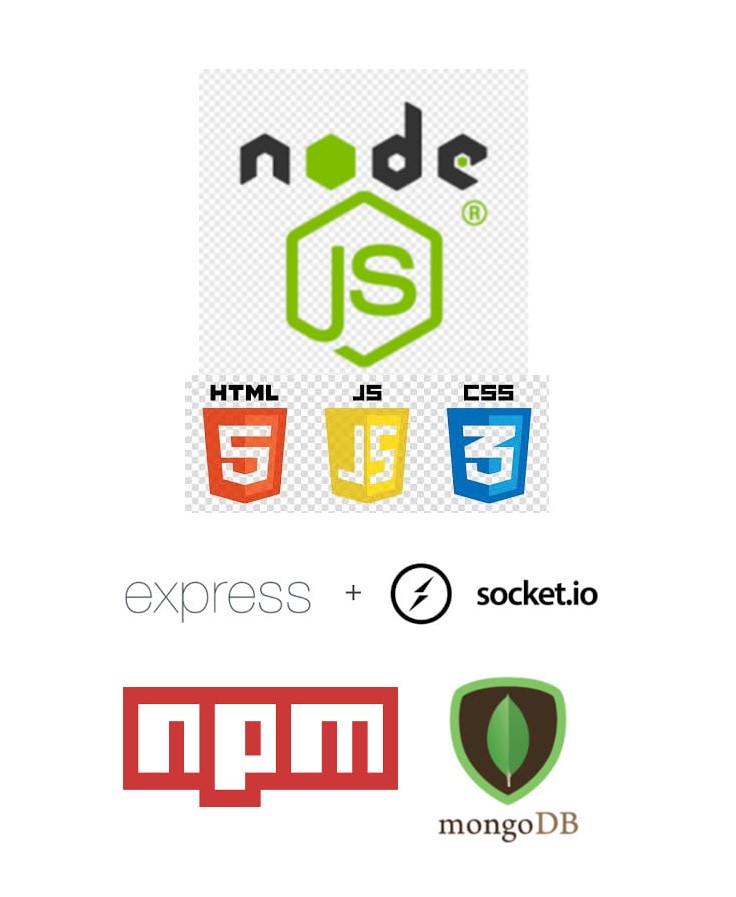 node
®
JS
HTML JS CSS
5 JS 3
express + socket.io
npm
mongoDB